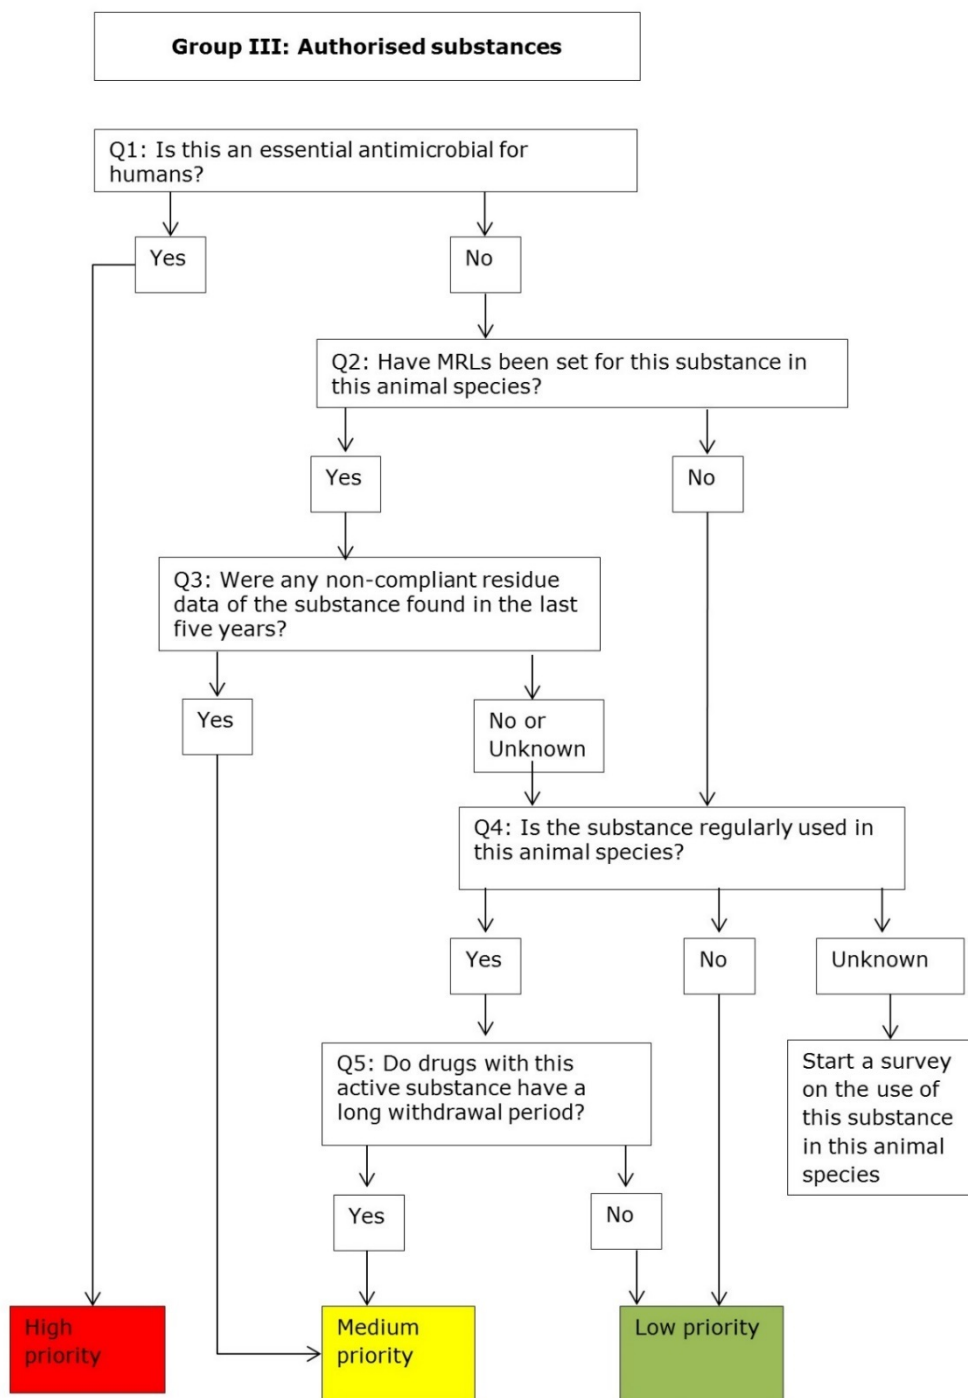 Group III: Authorised substances
Q1: Is this an essential antimicrobial for
humans?
Yes
No
Q2: Have MRLs been set for this substance in
this animal species?
Yes
No
Q3: Were any non-compliant residue
data of the substance found in the last
five years?
Yes
No or
Unknown
Q4: Is the substance regularly used in
this animal species?
Yes
No
Unknown
Q5: Do drugs with this
active substance have a
long withdrawal period?
Start a survey
on the use of
this substance
in this animal
species
Yes
No
High
priority
Medium
priority
Low priority